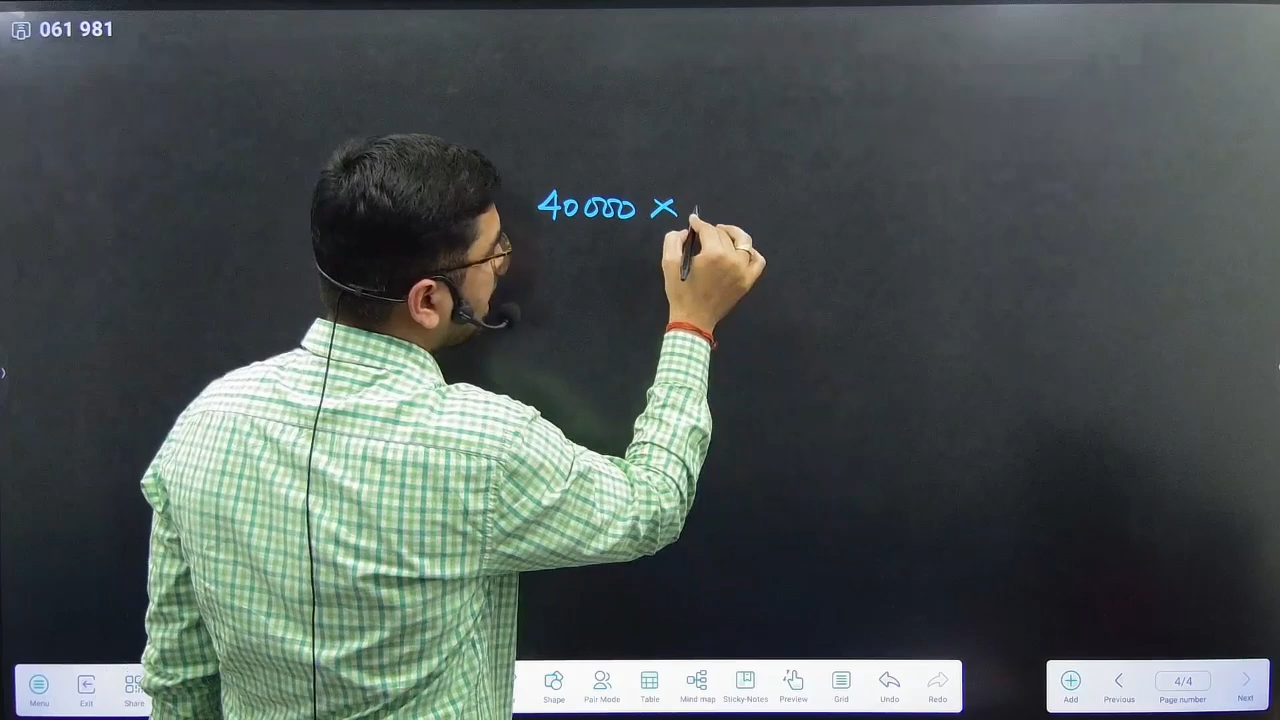 061 981
40000 ×
Menu
Exit
Share
Shape
Pair Mode
Table
Mind map
Sticky-Notes
Preview
Grid
Undo
Redo
Add
Previous
4/4
Page number
Next